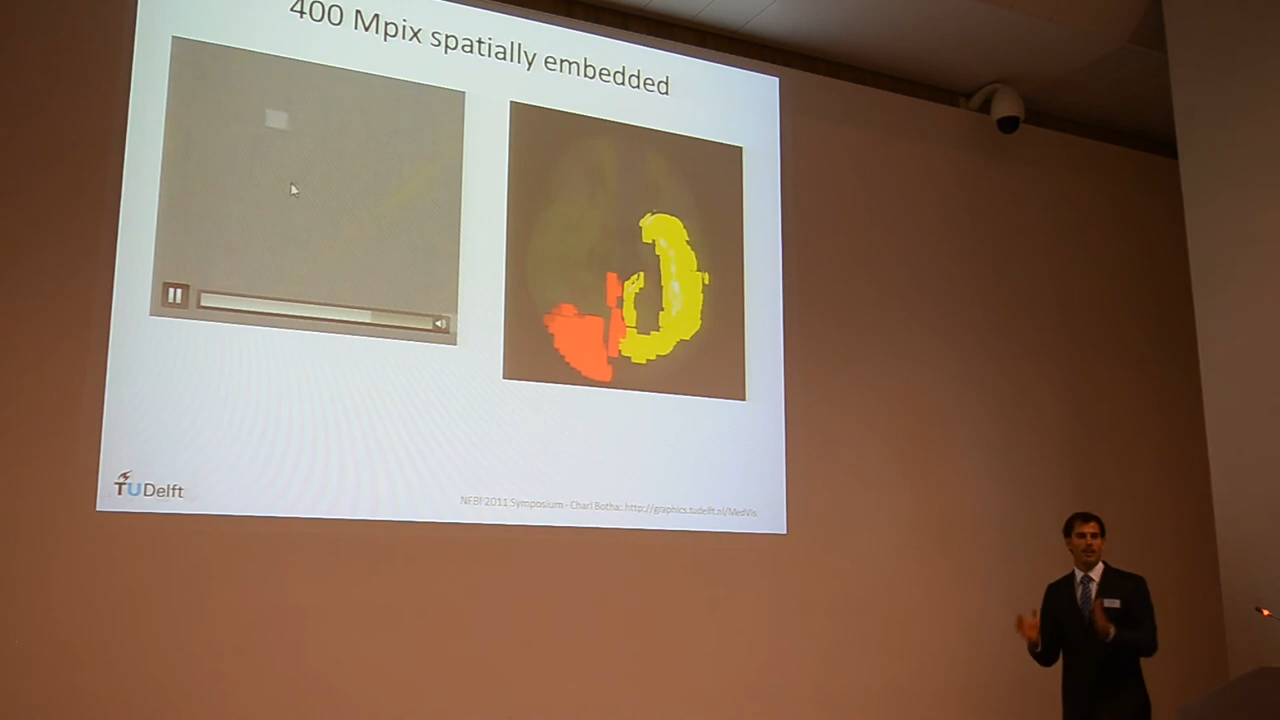 400 Mpix spatially embedded
TUDelft
NFBI 2011 Symposium - Charl Botha: http://graphics.tudelft.nl/MedVis